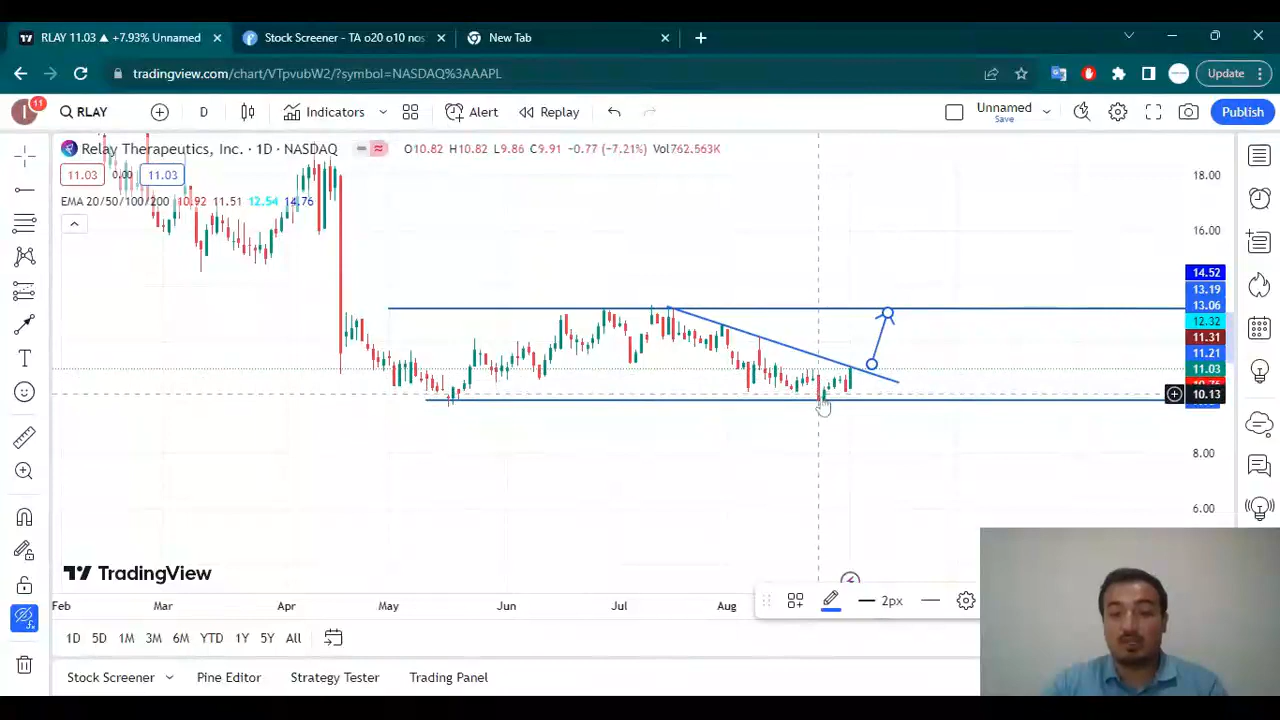 RLAY 11.03 ▲ +7.93% Unnamed
Stock Screener - TA o20 o10 nos
New Tab
tradingview.com/chart/VTpvubW2/?symbol=NASDAQ%3AAAPL
Update
I
11
RLAY
D
Indicators
Alert
Replay
Unnamed
Save
Publish
Relay Therapeutics, Inc. · 1D · NASDAQ
O10.82 H10.82 L9.86 C9.91 −0.77 (−7.21%) Vol762.563K
11.03
0.00
11.03
EMA 20/50/100/200 10.92 11.51 12.54 14.76
18.00
16.00
14.52
13.19
13.06
12.32
11.31
11.21
11.03
10.13
8.00
6.00
TradingView
2px
Feb Mar Apr May Jun Jul Aug
1D 5D 1M 3M 6M YTD 1Y 5Y All
Stock Screener
Pine Editor
Strategy Tester
Trading Panel